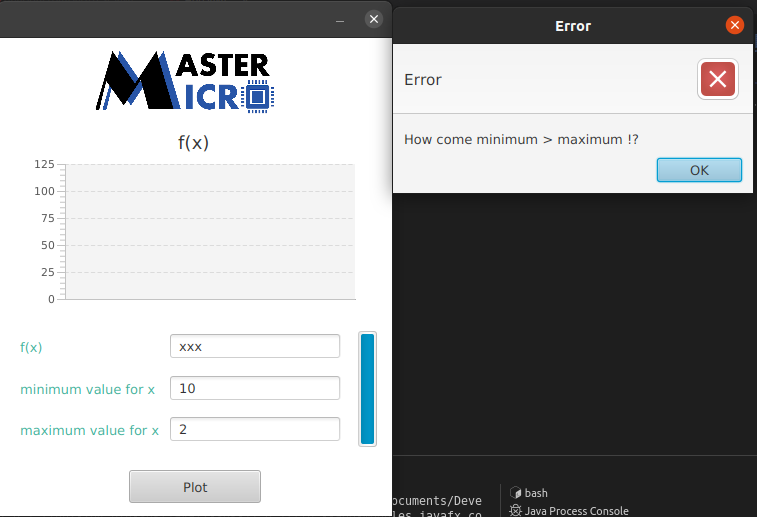 MASTER
MICR
f(x)
125
100
75
50
25
0
f(x)
xxx
minimum value for x
10
maximum value for x
2
Plot
Error
Error
How come minimum > maximum !?
OK
ocuments/Deve
les javafx.co
bash
Java Process Console